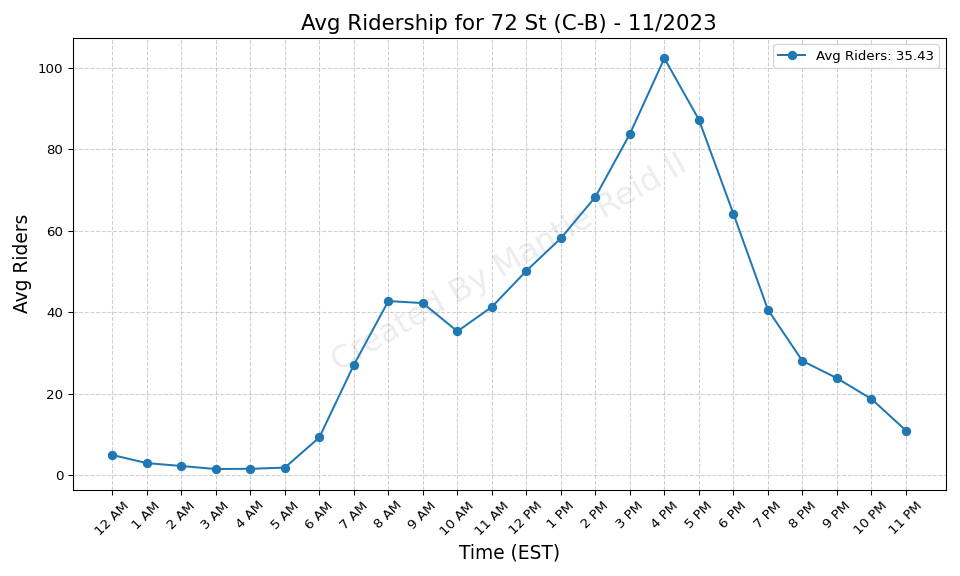 Avg Ridership for 72 St (C-B) - 11/2023
Avg Riders: 35.43
100
80
60
40
20
0
Avg Riders
Created By Mantie Reid II
12 AM
1 AM
2 AM
3 AM
4 AM
5 AM
6 AM
7 AM
8 AM
9 AM
10 AM
11 AM
12 PM
1 PM
2 PM
3 PM
4 PM
5 PM
6 PM
7 PM
8 PM
9 PM
10 PM
11 PM
Time (EST)